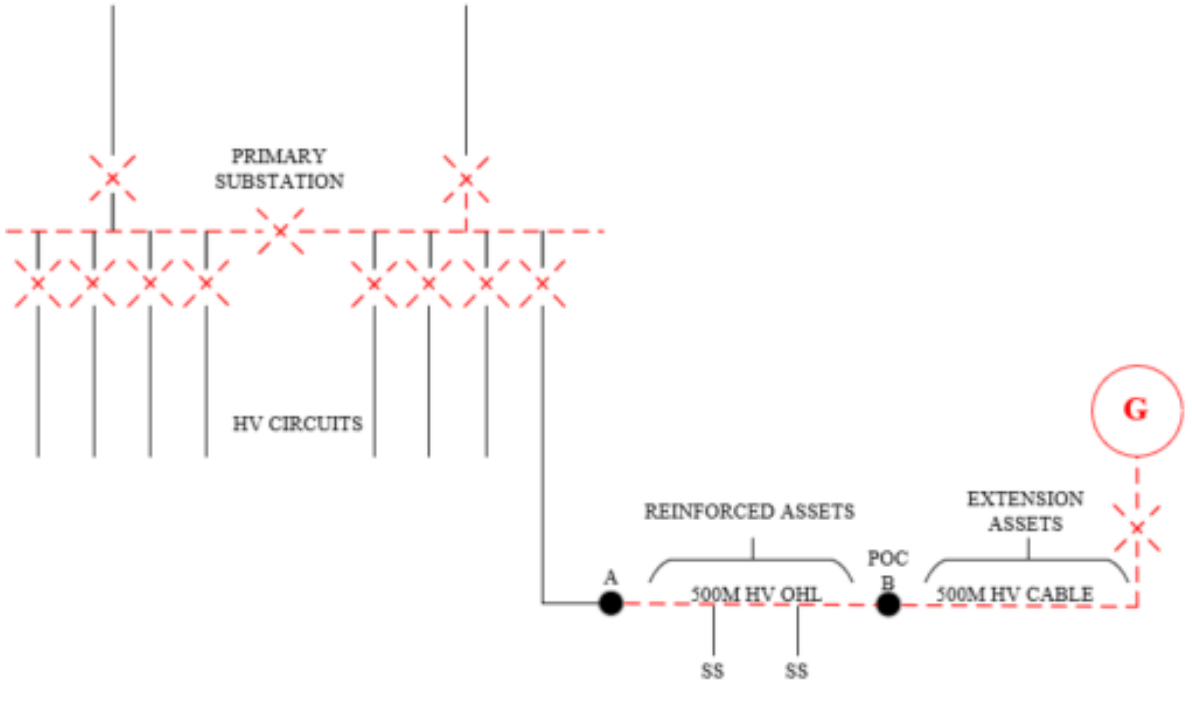 PRIMARY
SUBSTATION
HV CIRCUITS
G
REINFORCED ASSETS
EXTENSION
ASSETS
A
500M HV OHL
POC
B
500M HV CABLE
SS
SS